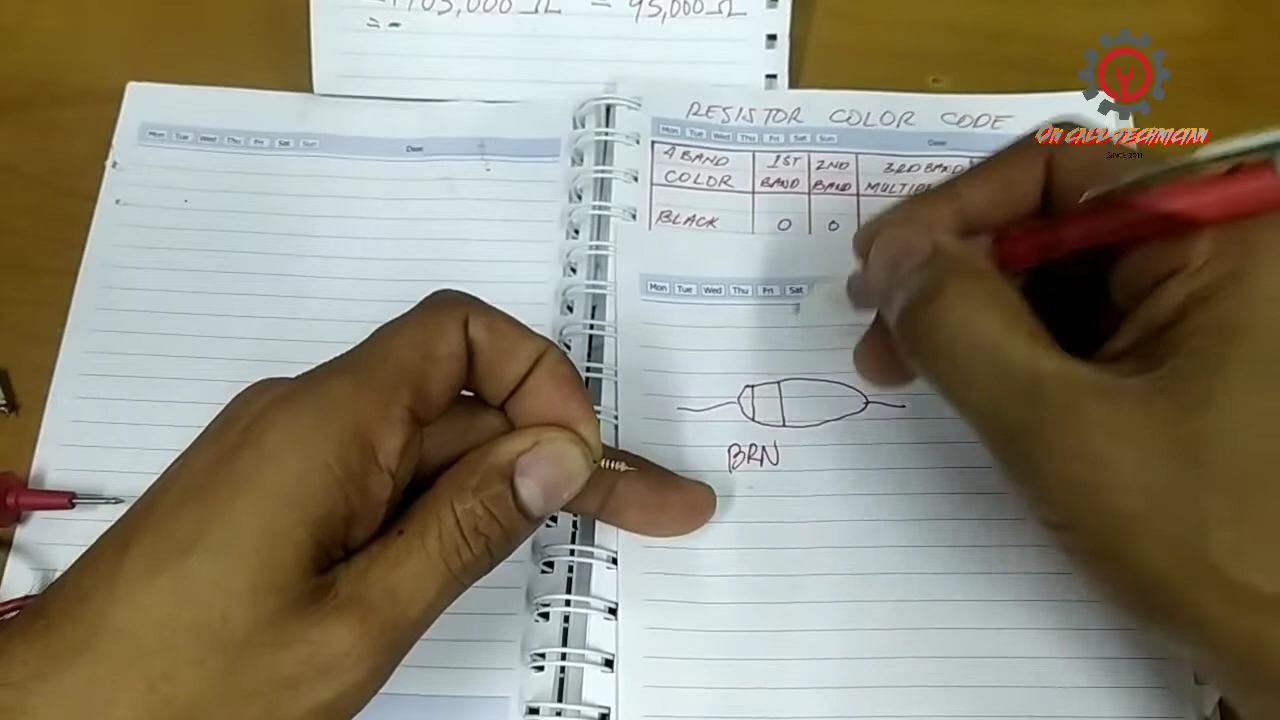 = 95,000 Ω
= -
RESISTOR COLOR CODE
Mon Tue Wed Thu Fri Sat Sun Date
Mon Tue Wed Thu Fri Sat Sun Date
ON CALL TECHNICIAN
SINCE 2011
4 BAND COLOR 1ST BAND 2ND BAND 3RD BAND
BLACK 0 0
Mon Tue Wed Thu Fri Sat
BRN